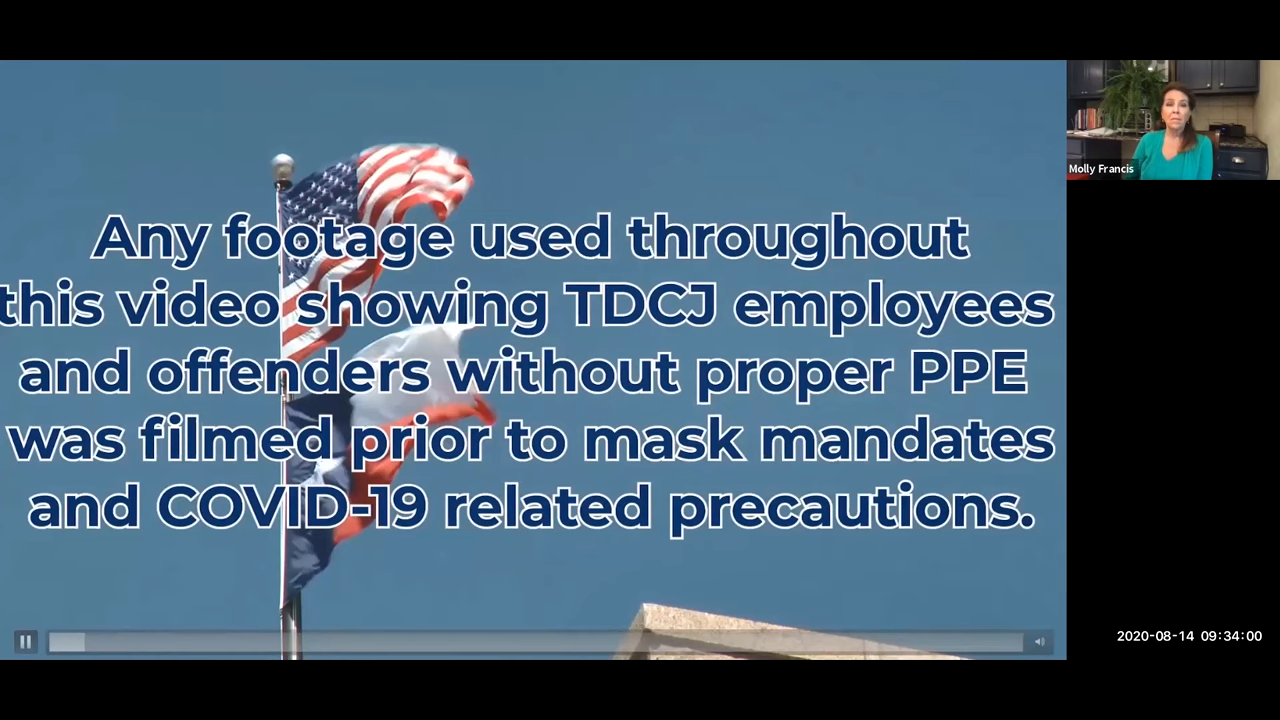 Any footage used throughout
this video showing TDCJ employees
and offenders without proper PPE
was filmed prior to mask mandates
and COVID-19 related precautions.
Molly Francis
2020-08-14 09:34:00